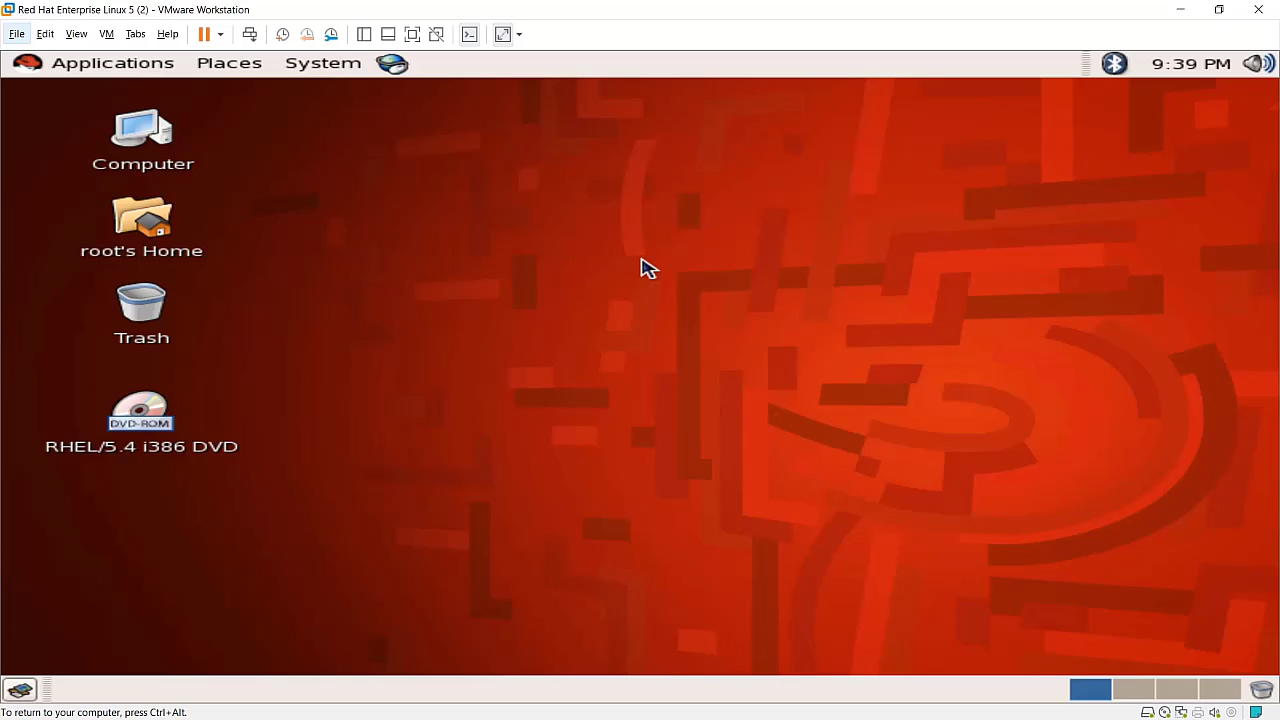 Red Hat Enterprise Linux 5 (2) - VMware Workstation
File Edit View VM Tabs Help
Applications Places System 9:39 PM
Computer
root's Home
Trash
DVD-ROM
RHEL/5.4 i386 DVD
To return to your computer, press Ctrl+Alt.